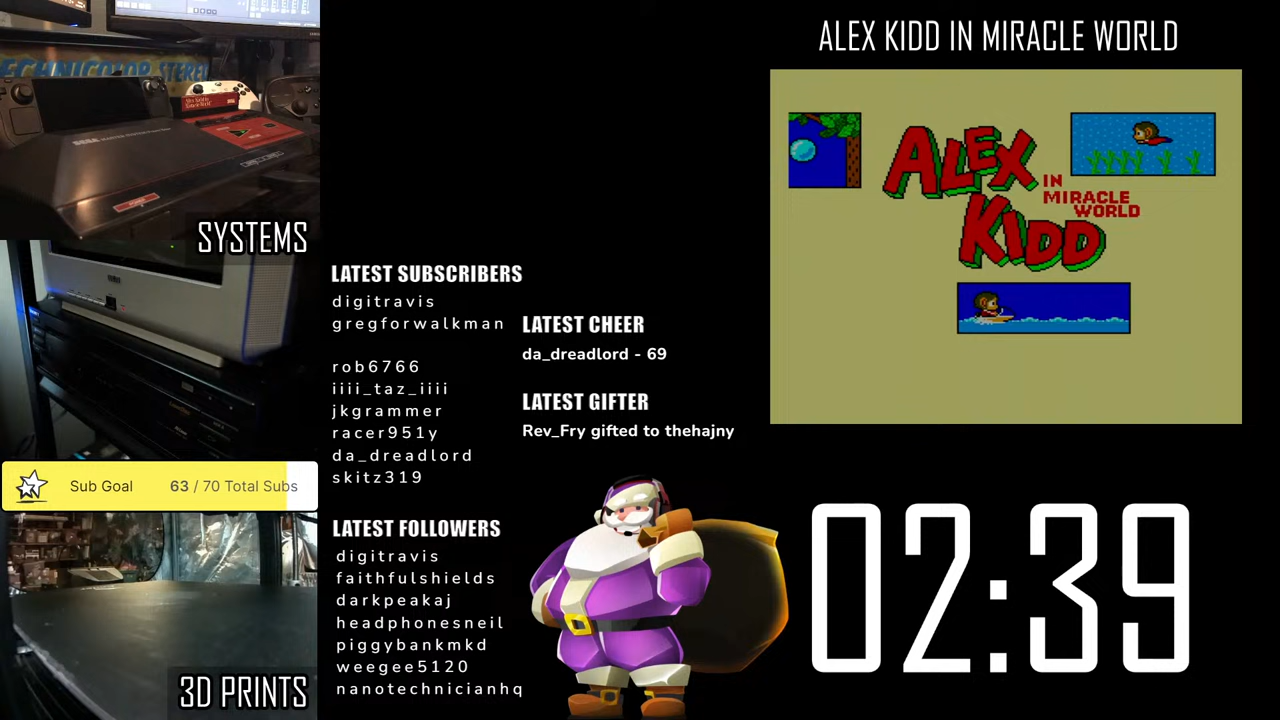 ALEX KIDD IN MIRACLE WORLD
ALEX
KIDD
IN
MIRACLE
WORLD
SYSTEMS
LATEST SUBSCRIBERS
digitravis
gregforwalkman
rob6766
iiii_taz_iiii
jkgrammer
racer951y
da_dreadlord
skitz319
LATEST CHEER
da_dreadlord - 69
LATEST GIFTER
Rev_Fry gifted to thehajny
Sub Goal 63 / 70 Total Subs
LATEST FOLLOWERS
digitravis
faithfulshields
darkpeakaj
headphonesneil
piggybankmkd
weegee5120
nanotechnicianhq
3D PRINTS
02:39